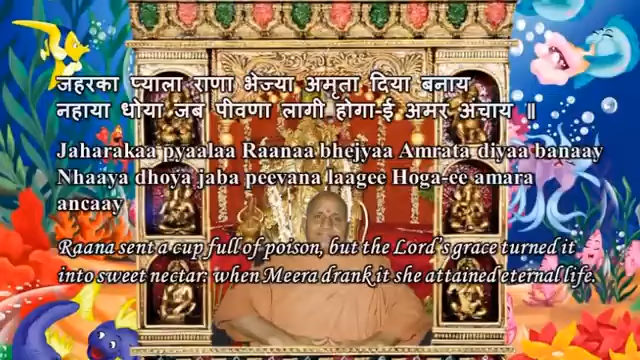 जहरका प्याला राणा भेज्या अमृता दिया बनाय
नहाया धोया जब पीवणा लागी होगा-ई अमर अंचाय ॥
Jaharakaa pyaalaa Raanaa bhejyaa Amrata diyaa banaay
Nhaaya dhoya jaba peevana laagee Hoga-ee amara
ancaay
Raana sent a cup full of poison, but the Lord's grace turned it
into sweet nectar: when Meera drank it she attained eternal life.